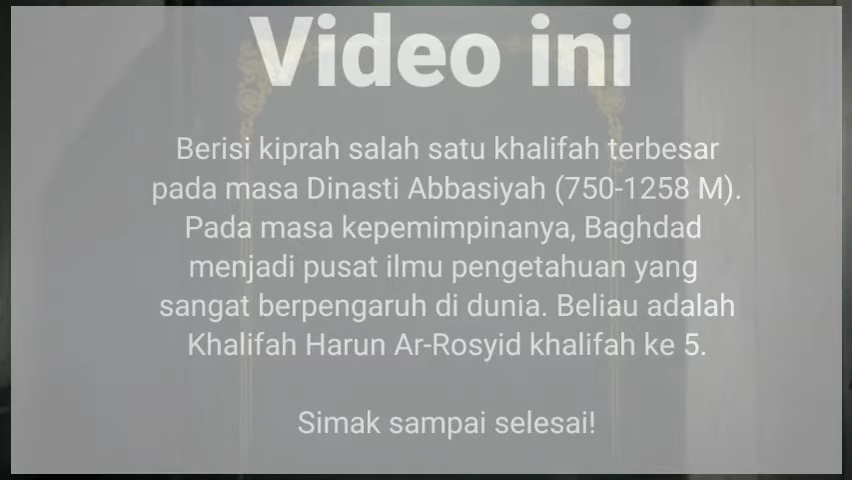 Video ini
Berisi kiprah salah satu khalifah terbesar
pada masa Dinasti Abbasiyah (750-1258 M).
Pada masa kepemimpinanya, Baghdad
menjadi pusat ilmu pengetahuan yang
sangat berpengaruh di dunia. Beliau adalah
Khalifah Harun Ar-Rosyid khalifah ke 5.
Simak sampai selesai!